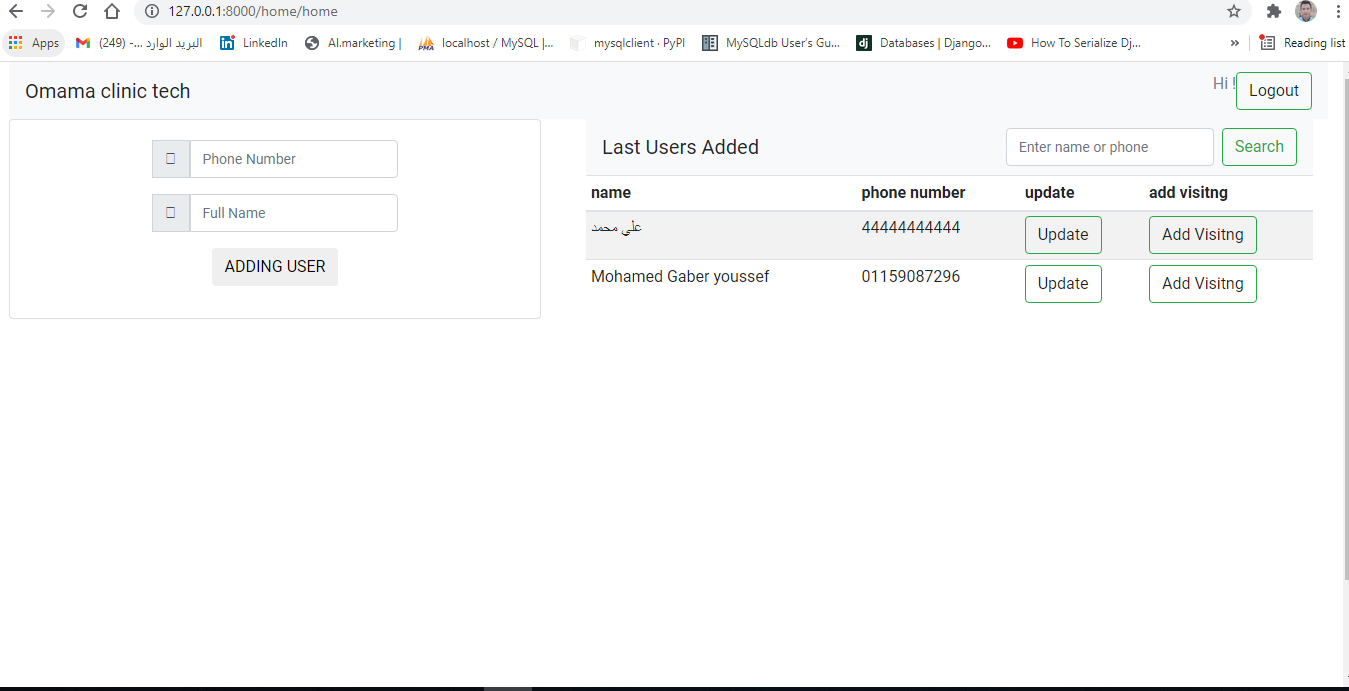 127.0.0.1:8000/home/home
Apps
البريد الوارد ...- (249)
LinkedIn
AI.marketing |
localhost / MySQL |...
mysqlclient · PyPI
MySQLdb User's Gu...
Databases | Django...
How To Serialize Dj...
»
Reading list
Omama clinic tech
Hi !
Logout
Phone Number
Full Name
ADDING USER
Last Users Added
Enter name or phone
Search
name phone number update add visitng
علي محمد 44444444444 Update Add Visitng
Mohamed Gaber youssef 01159087296 Update Add Visitng